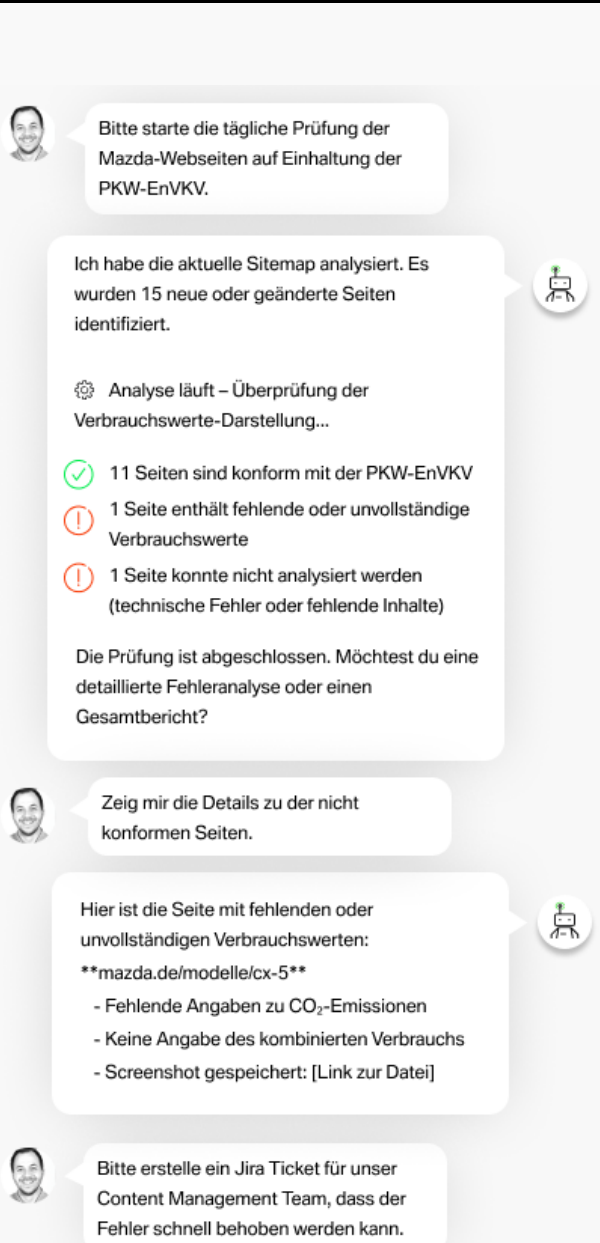 Bitte starte die tägliche Prüfung der
Mazda-Webseiten auf Einhaltung der
PKW-EnVKV.
Ich habe die aktuelle Sitemap analysiert. Es
wurden 15 neue oder geänderte Seiten
identifiziert.
Analyse läuft – Überprüfung der
Verbrauchswerte-Darstellung...
11 Seiten sind konform mit der PKW-EnVKV
1 Seite enthält fehlende oder unvollständige
Verbrauchswerte
1 Seite konnte nicht analysiert werden
(technische Fehler oder fehlende Inhalte)
Die Prüfung ist abgeschlossen. Möchtest du eine
detaillierte Fehleranalyse oder einen
Gesamtbericht?
Zeig mir die Details zu der nicht
konformen Seiten.
Hier ist die Seite mit fehlenden oder
unvollständigen Verbrauchswerten:
**mazda.de/modelle/cx-5**
- Fehlende Angaben zu CO₂-Emissionen
- Keine Angabe des kombinierten Verbrauchs
- Screenshot gespeichert: [Link zur Datei]
Bitte erstelle ein Jira Ticket für unser
Content Management Team, dass der
Fehler schnell behoben werden kann.